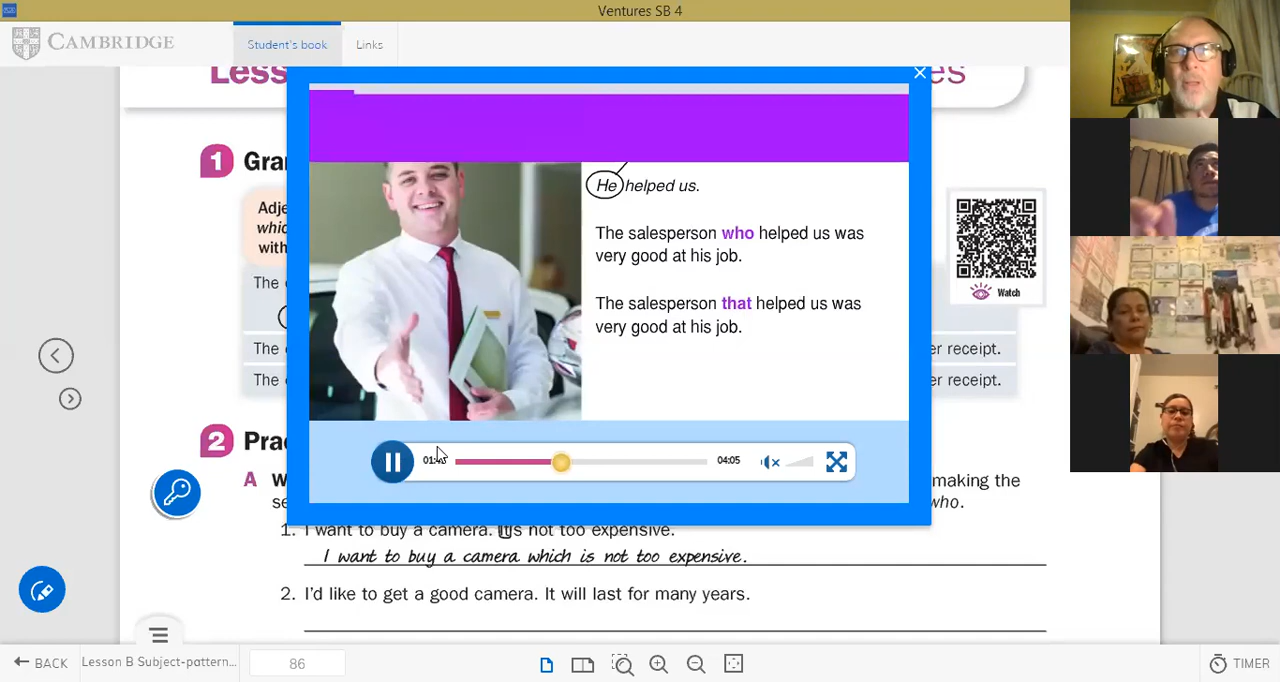 Ventures SB 4
CAMBRIDGE
Student's book
Links
Less
es
1 Gra
Adje
whic
with
The
The
The
er receipt.
er receipt.
Watch
He helped us.
The salesperson who helped us was
very good at his job.
The salesperson that helped us was
very good at his job.
04:05
2 Pra
A W
making the
se
who.
1. I want to buy a camera. It's not too expensive.
I want to buy a camera which is not too expensive.
2. I'd like to get a good camera. It will last for many years.
BACK
Lesson B Subject-pattern...
86
TIMER